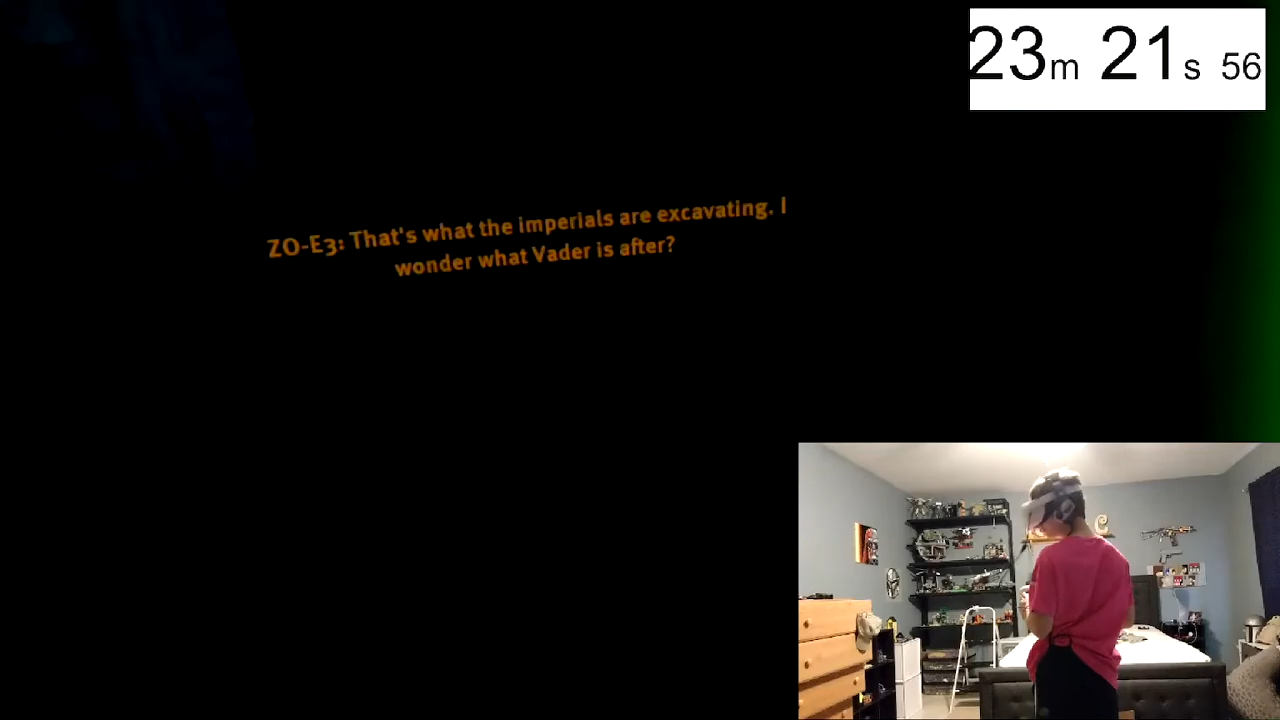 23m 21s 56
ZO-E3: That's what the imperials are excavating. I
wonder what Vader is after?